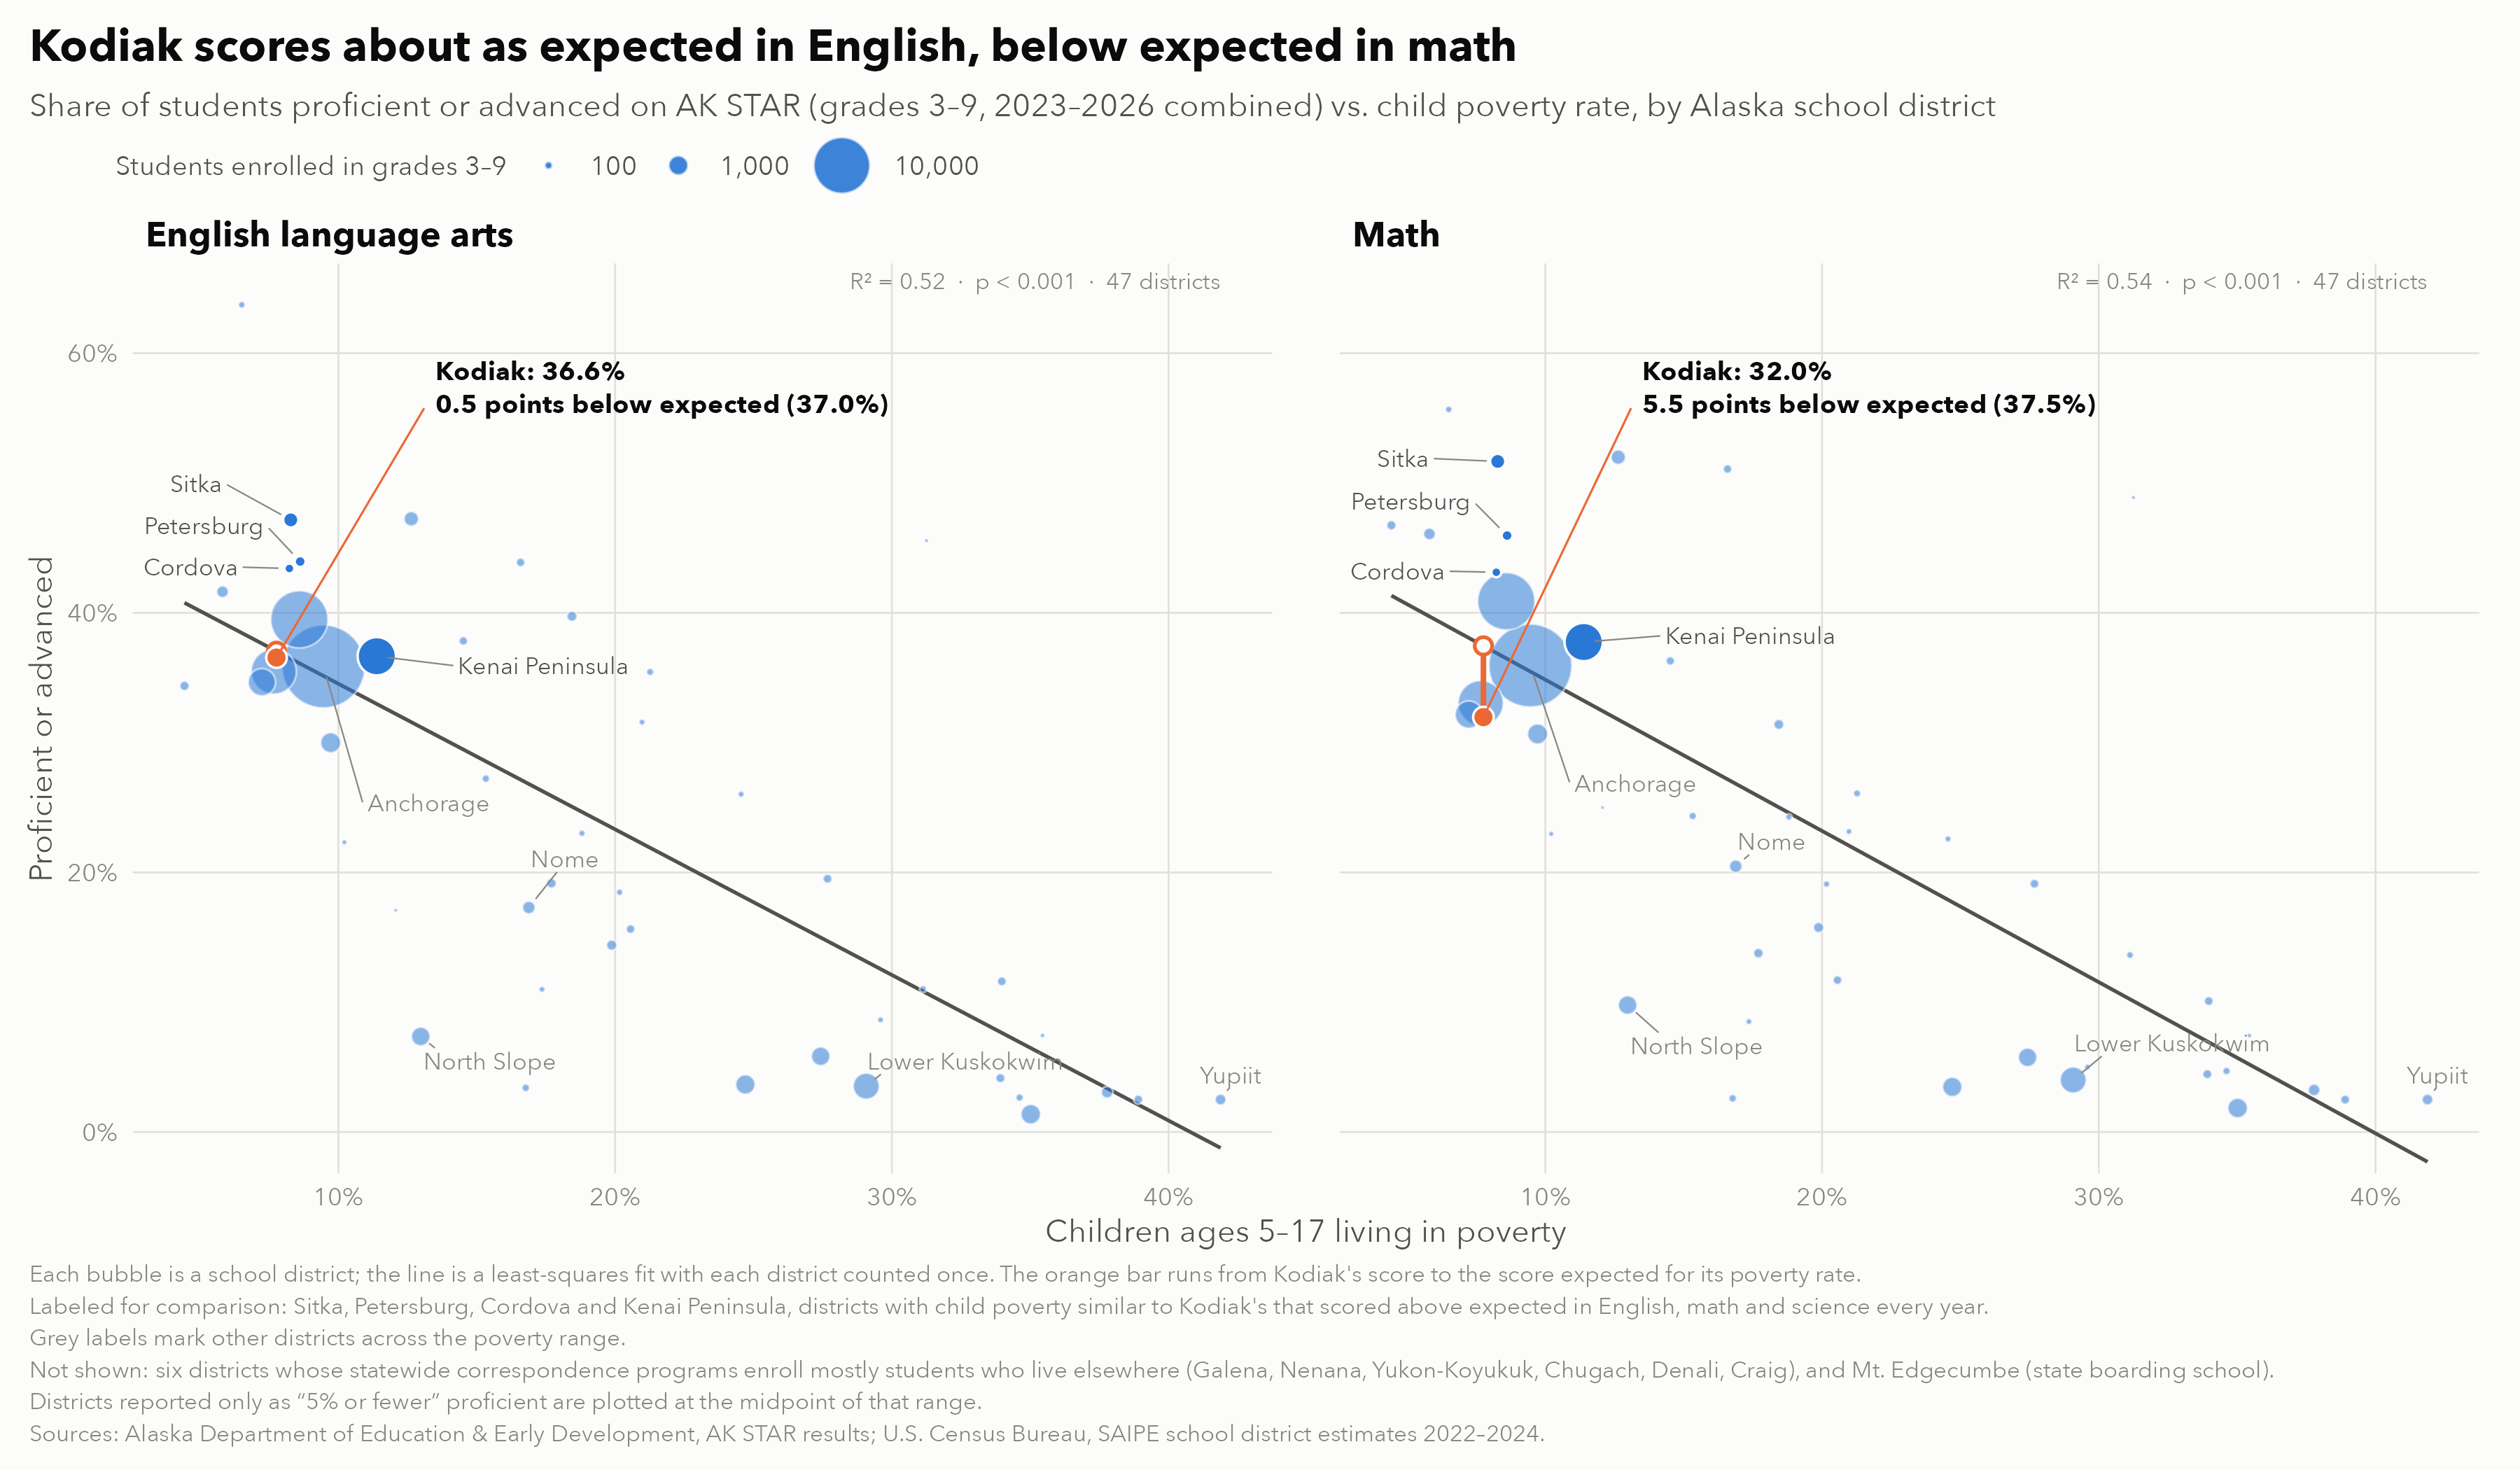 Kodiak scores about as expected in English, below expected in math
Share of students proficient or advanced on AK STAR (grades 3–9, 2023–2026 combined) vs. child poverty rate, by Alaska school district
Students enrolled in grades 3–9 100 1,000 10,000
English language arts
R² = 0.52 · p < 0.001 · 47 districts
Kodiak: 36.6%
0.5 points below expected (37.0%)
Sitka
Petersburg
Cordova
Kenai Peninsula
Anchorage
Nome
North Slope
Lower Kuskokwim
Yupiit
Proficient or advanced
60%
40%
20%
0%
10%
20%
30%
40%
Math
R² = 0.54 · p < 0.001 · 47 districts
Kodiak: 32.0%
5.5 points below expected (37.5%)
Sitka
Petersburg
Cordova
Kenai Peninsula
Anchorage
Nome
North Slope
Lower Kuskokwim
Yupiit
10%
20%
30%
40%
Children ages 5–17 living in poverty
Each bubble is a school district; the line is a least-squares fit with each district counted once. The orange bar runs from Kodiak's score to the score expected for its poverty rate.
Labeled for comparison: Sitka, Petersburg, Cordova and Kenai Peninsula, districts with child poverty similar to Kodiak's that scored above expected in English, math and science every year.
Grey labels mark other districts across the poverty range.
Not shown: six districts whose statewide correspondence programs enroll mostly students who live elsewhere (Galena, Nenana, Yukon-Koyukuk, Chugach, Denali, Craig), and Mt. Edgecumbe (state boarding school).
Districts reported only as “5% or fewer” proficient are plotted at the midpoint of that range.
Sources: Alaska Department of Education & Early Development, AK STAR results; U.S. Census Bureau, SAIPE school district estimates 2022–2024.